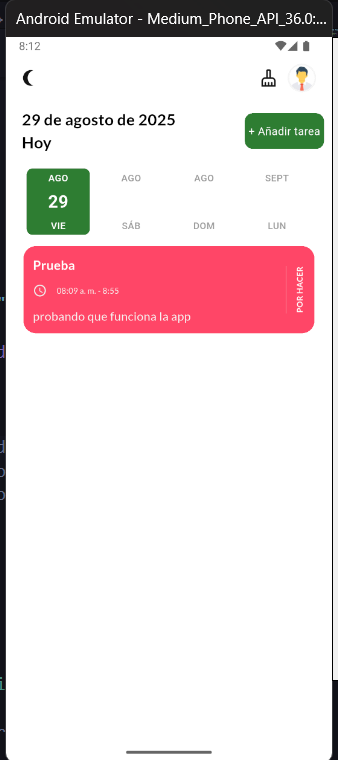 Android Emulator - Medium_Phone_API_36.0:...
8:12
29 de agosto de 2025
Hoy
+ Añadir tarea
AGO AGO AGO SEPT
29
VIE SÁB DOM LUN
Prueba
08:09 a. m. - 8:55
probando que funciona la app
POR HACER